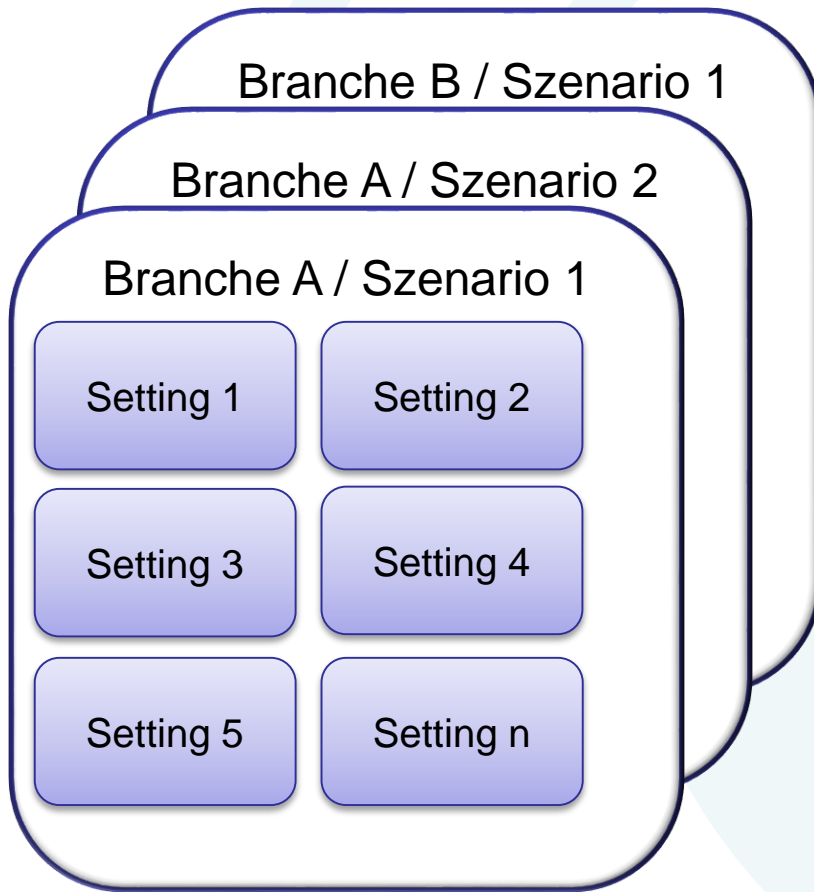 Branche B / Szenario 1
Branche A / Szenario 2
Branche A / Szenario 1
Setting 1
Setting 2
Setting 3
Setting 4
Setting 5
Setting n